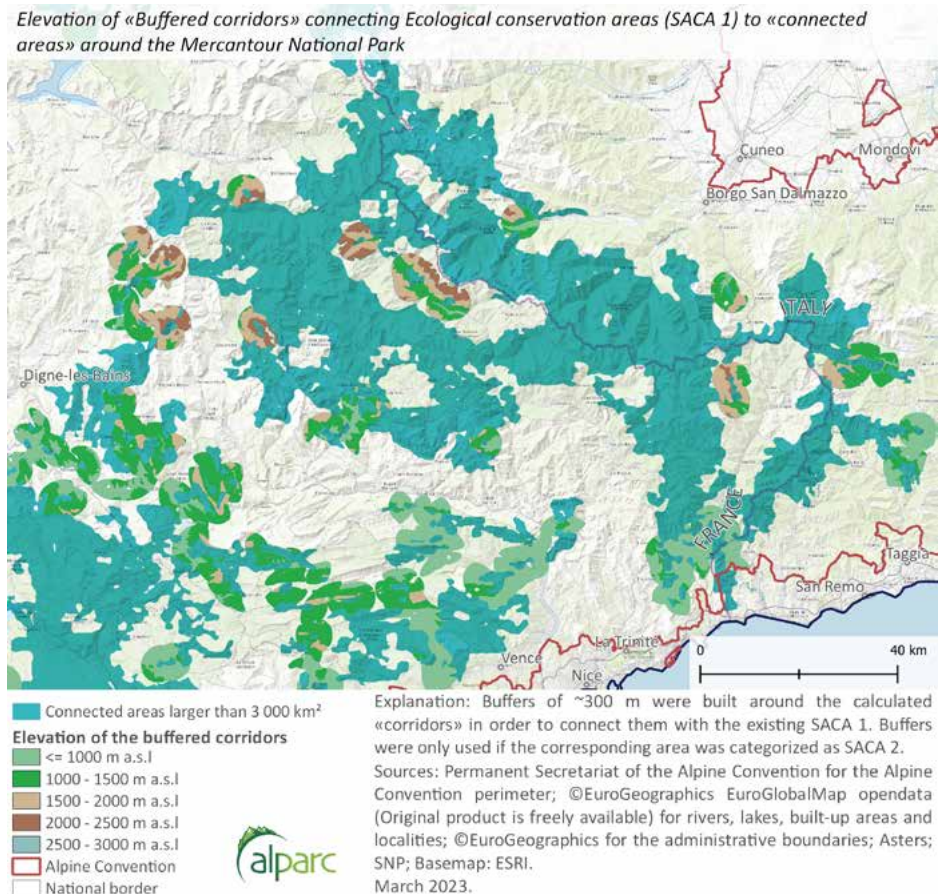 Elevation of «Buffered corridors» connecting Ecological conservation areas (SACA 1) to «connected
areas» around the Mercantour National Park
Cuneo
Mondovi
Borgo San Dalmazzo
ITALY
Digne-les-Bains
FRANCE
Taggia
San Remo
La Trinité
Vence
Nice
0
40 km
Connected areas larger than 3 000 km²
Elevation of the buffered corridors
<= 1000 m a.s.l
1000 - 1500 m a.s.l
1500 - 2000 m a.s.l
2000 - 2500 m a.s.l
2500 - 3000 m a.s.l
Alpine Convention
National border
alparc
Explanation: Buffers of ~300 m were built around the calculated
«corridors» in order to connect them with the existing SACA 1. Buffers
were only used if the corresponding area was categorized as SACA 2.
Sources: Permanent Secretariat of the Alpine Convention for the Alpine
Convention perimeter; ©EuroGeographics EuroGlobalMap opendata
(Original product is freely available) for rivers, lakes, built-up areas and
localities; ©EuroGeographics for the administrative boundaries; Asters;
SNP; Basemap: ESRI.
March 2023.